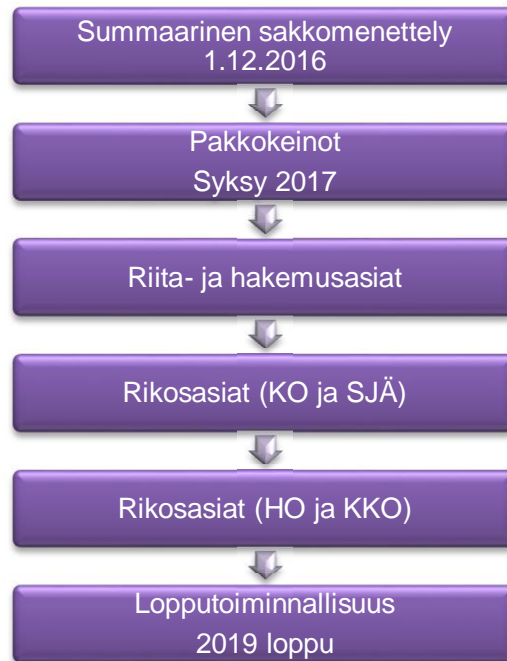 Summaarinen sakkomenettely
1.12.2016
Pakkokeinot
Syksy 2017
Riita- ja hakemusasiat
Rikosasiat (KO ja SJÄ)
Rikosasiat (HO ja KKO)
Lopputoiminnallisuus
2019 loppu